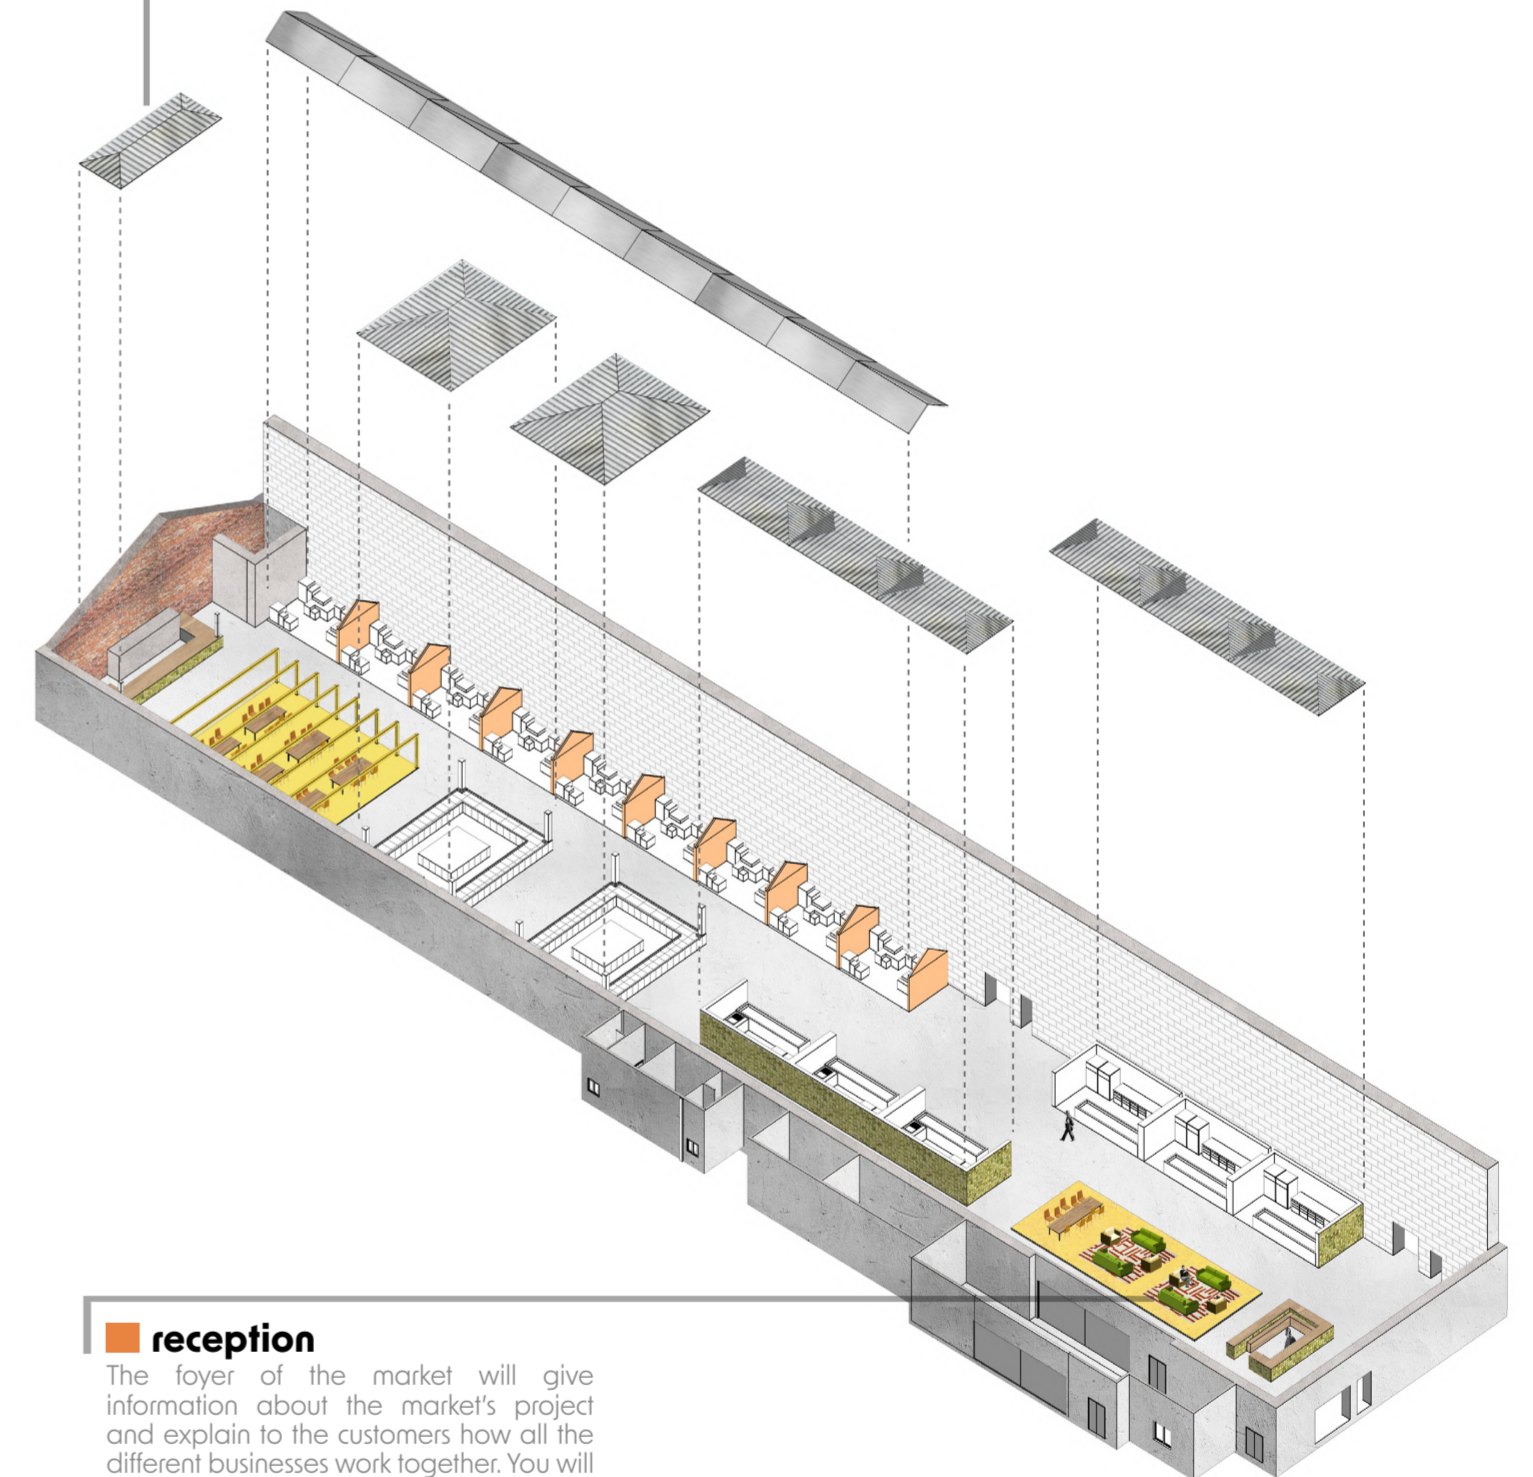 reception
The foyer of the market will give
information about the market's project
and explain to the customers how all the
different businesses work together. You will